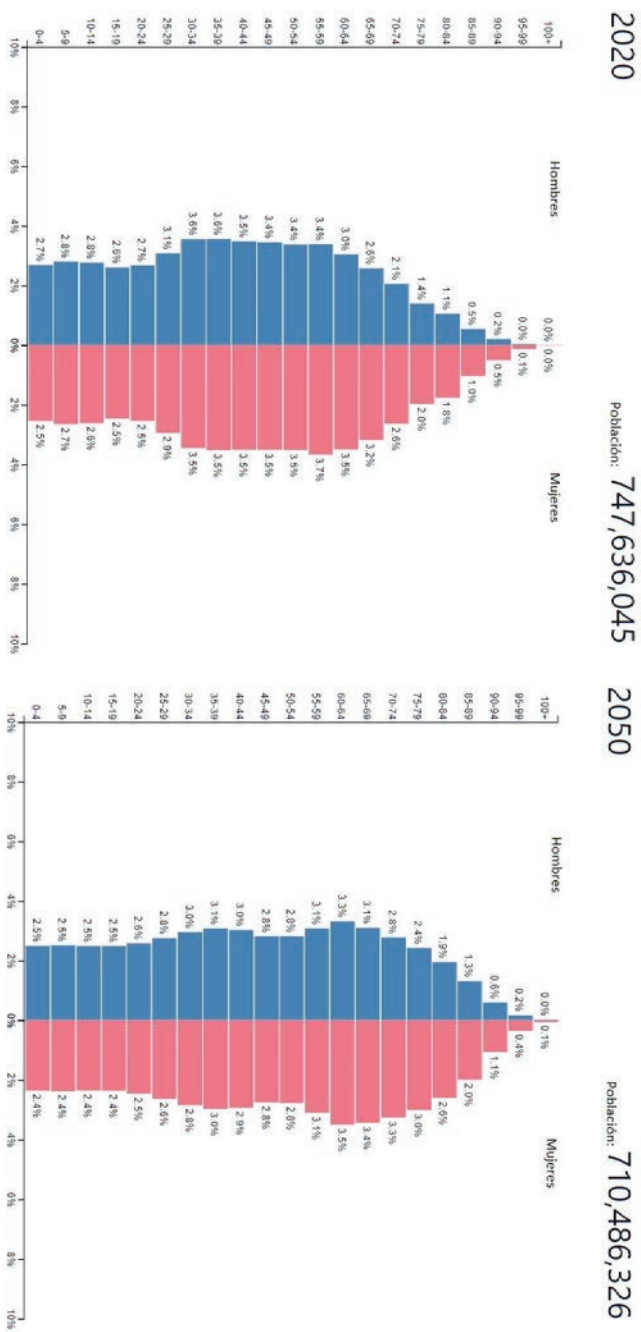 2020
Población: 747,636,045
Hombres Mujeres
100+ 0.0% 0.0%
95-99 0.0% 0.1%
90-94 0.2% 0.5%
85-89 0.5% 1.0%
80-84 1.1% 1.8%
75-79 1.4% 2.0%
70-74 2.1% 2.6%
65-69 2.6% 3.2%
60-64 3.0% 3.5%
55-59 3.4% 3.7%
50-54 3.4% 3.5%
45-49 3.4% 3.5%
40-44 3.5% 3.5%
35-39 3.6% 3.5%
30-34 3.6% 3.5%
25-29 3.1% 2.9%
20-24 2.7% 2.5%
15-19 2.6% 2.5%
10-14 2.8% 2.6%
5-9 2.8% 2.7%
0-4 2.7% 2.5%
10% 8% 6% 4% 2% 0% 2% 4% 6% 8% 10%
2050
Población: 710,486,326
Hombres Mujeres
100+ 0.0% 0.1%
95-99 0.2% 0.4%
90-94 0.6% 1.1%
85-89 1.3% 2.0%
80-84 1.9% 2.6%
75-79 2.4% 3.0%
70-74 2.8% 3.3%
65-69 3.1% 3.4%
60-64 3.3% 3.5%
55-59 3.1% 3.1%
50-54 2.8% 2.8%
45-49 2.8% 2.8%
40-44 3.0% 2.9%
35-39 3.1% 3.0%
30-34 3.0% 2.8%
25-29 2.8% 2.6%
20-24 2.6% 2.5%
15-19 2.5% 2.4%
10-14 2.5% 2.4%
5-9 2.5% 2.4%
0-4 2.5% 2.4%
10% 8% 6% 4% 2% 0% 2% 4% 6% 8% 10%